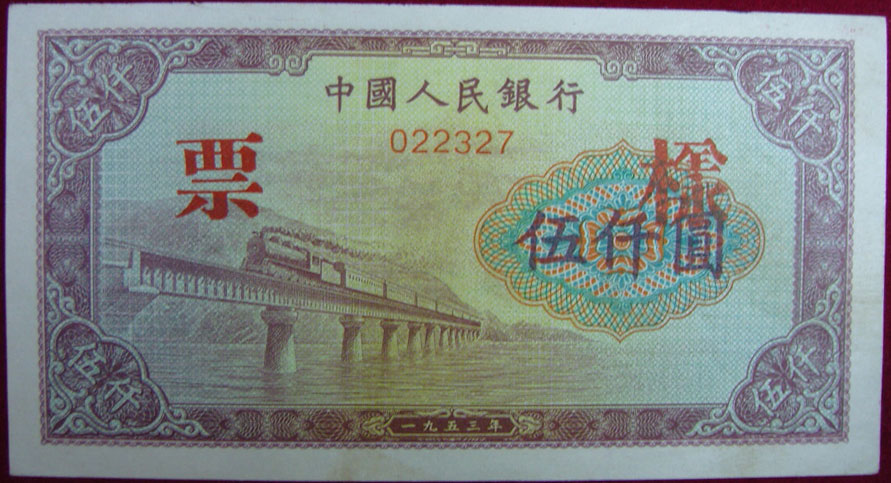 中國人民銀行
伍仟
伍仟
022327
樣票
伍仟圓
伍仟
伍仟
一九五三年